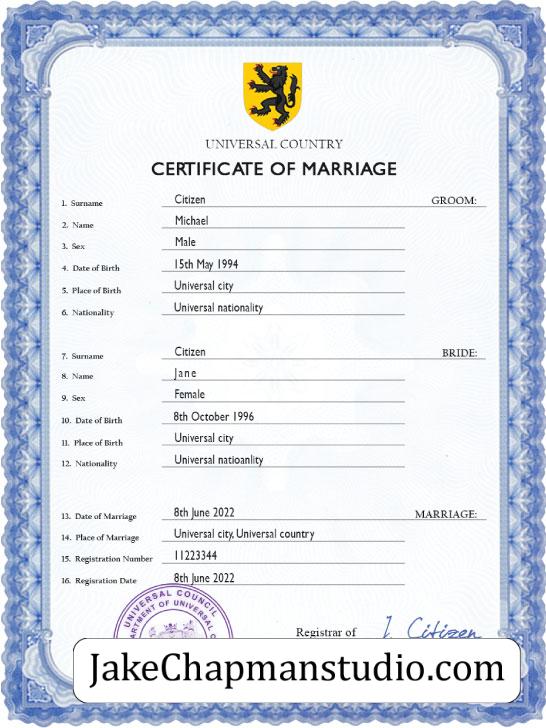 UNIVERSAL COUNTRY
CERTIFICATE OF MARRIAGE
1. Surname Citizen GROOM:
2. Name Michael
3. Sex Male
4. Date of Birth 15th May 1994
5. Place of Birth Universal city
6. Nationality Universal nationality
7. Surname Citizen BRIDE:
8. Name Jane
9. Sex Female
10. Date of Birth 8th October 1996
11. Place of Birth Universal city
12. Nationality Universal natioanlity
13. Date of Marriage 8th June 2022 MARRIAGE:
14. Place of Marriage Universal city, Universal country
15. Registration Number 11223344
16. Regisration Date 8th June 2022
UNIVERSAL COUNCIL
OF UNIVERSAL
Registrar of J. Citizen
JakeChapmanstudio.com